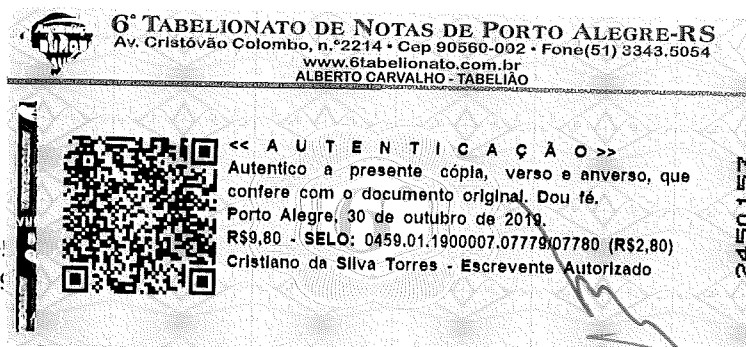 6º TABELIONATO DE NOTAS DE PORTO ALEGRE-RS
Av. Cristóvão Colombo, n.º2214 • Cep 90560-002 • Fone(51) 3343.5054
www.6tabelionato.com.br
ALBERTO CARVALHO - TABELIÃO
<< A U T E N T I C A Ç Ã O >>
Autentico a presente cópia, verso e anverso, que
confere com o documento original. Dou fé.
Porto Alegre, 30 de outubro de 2019.
R$9,80 - SELO: 0459.01.1900007.07779/07780 (R$2,80)
Cristiano da Silva Torres - Escrevente Autorizado